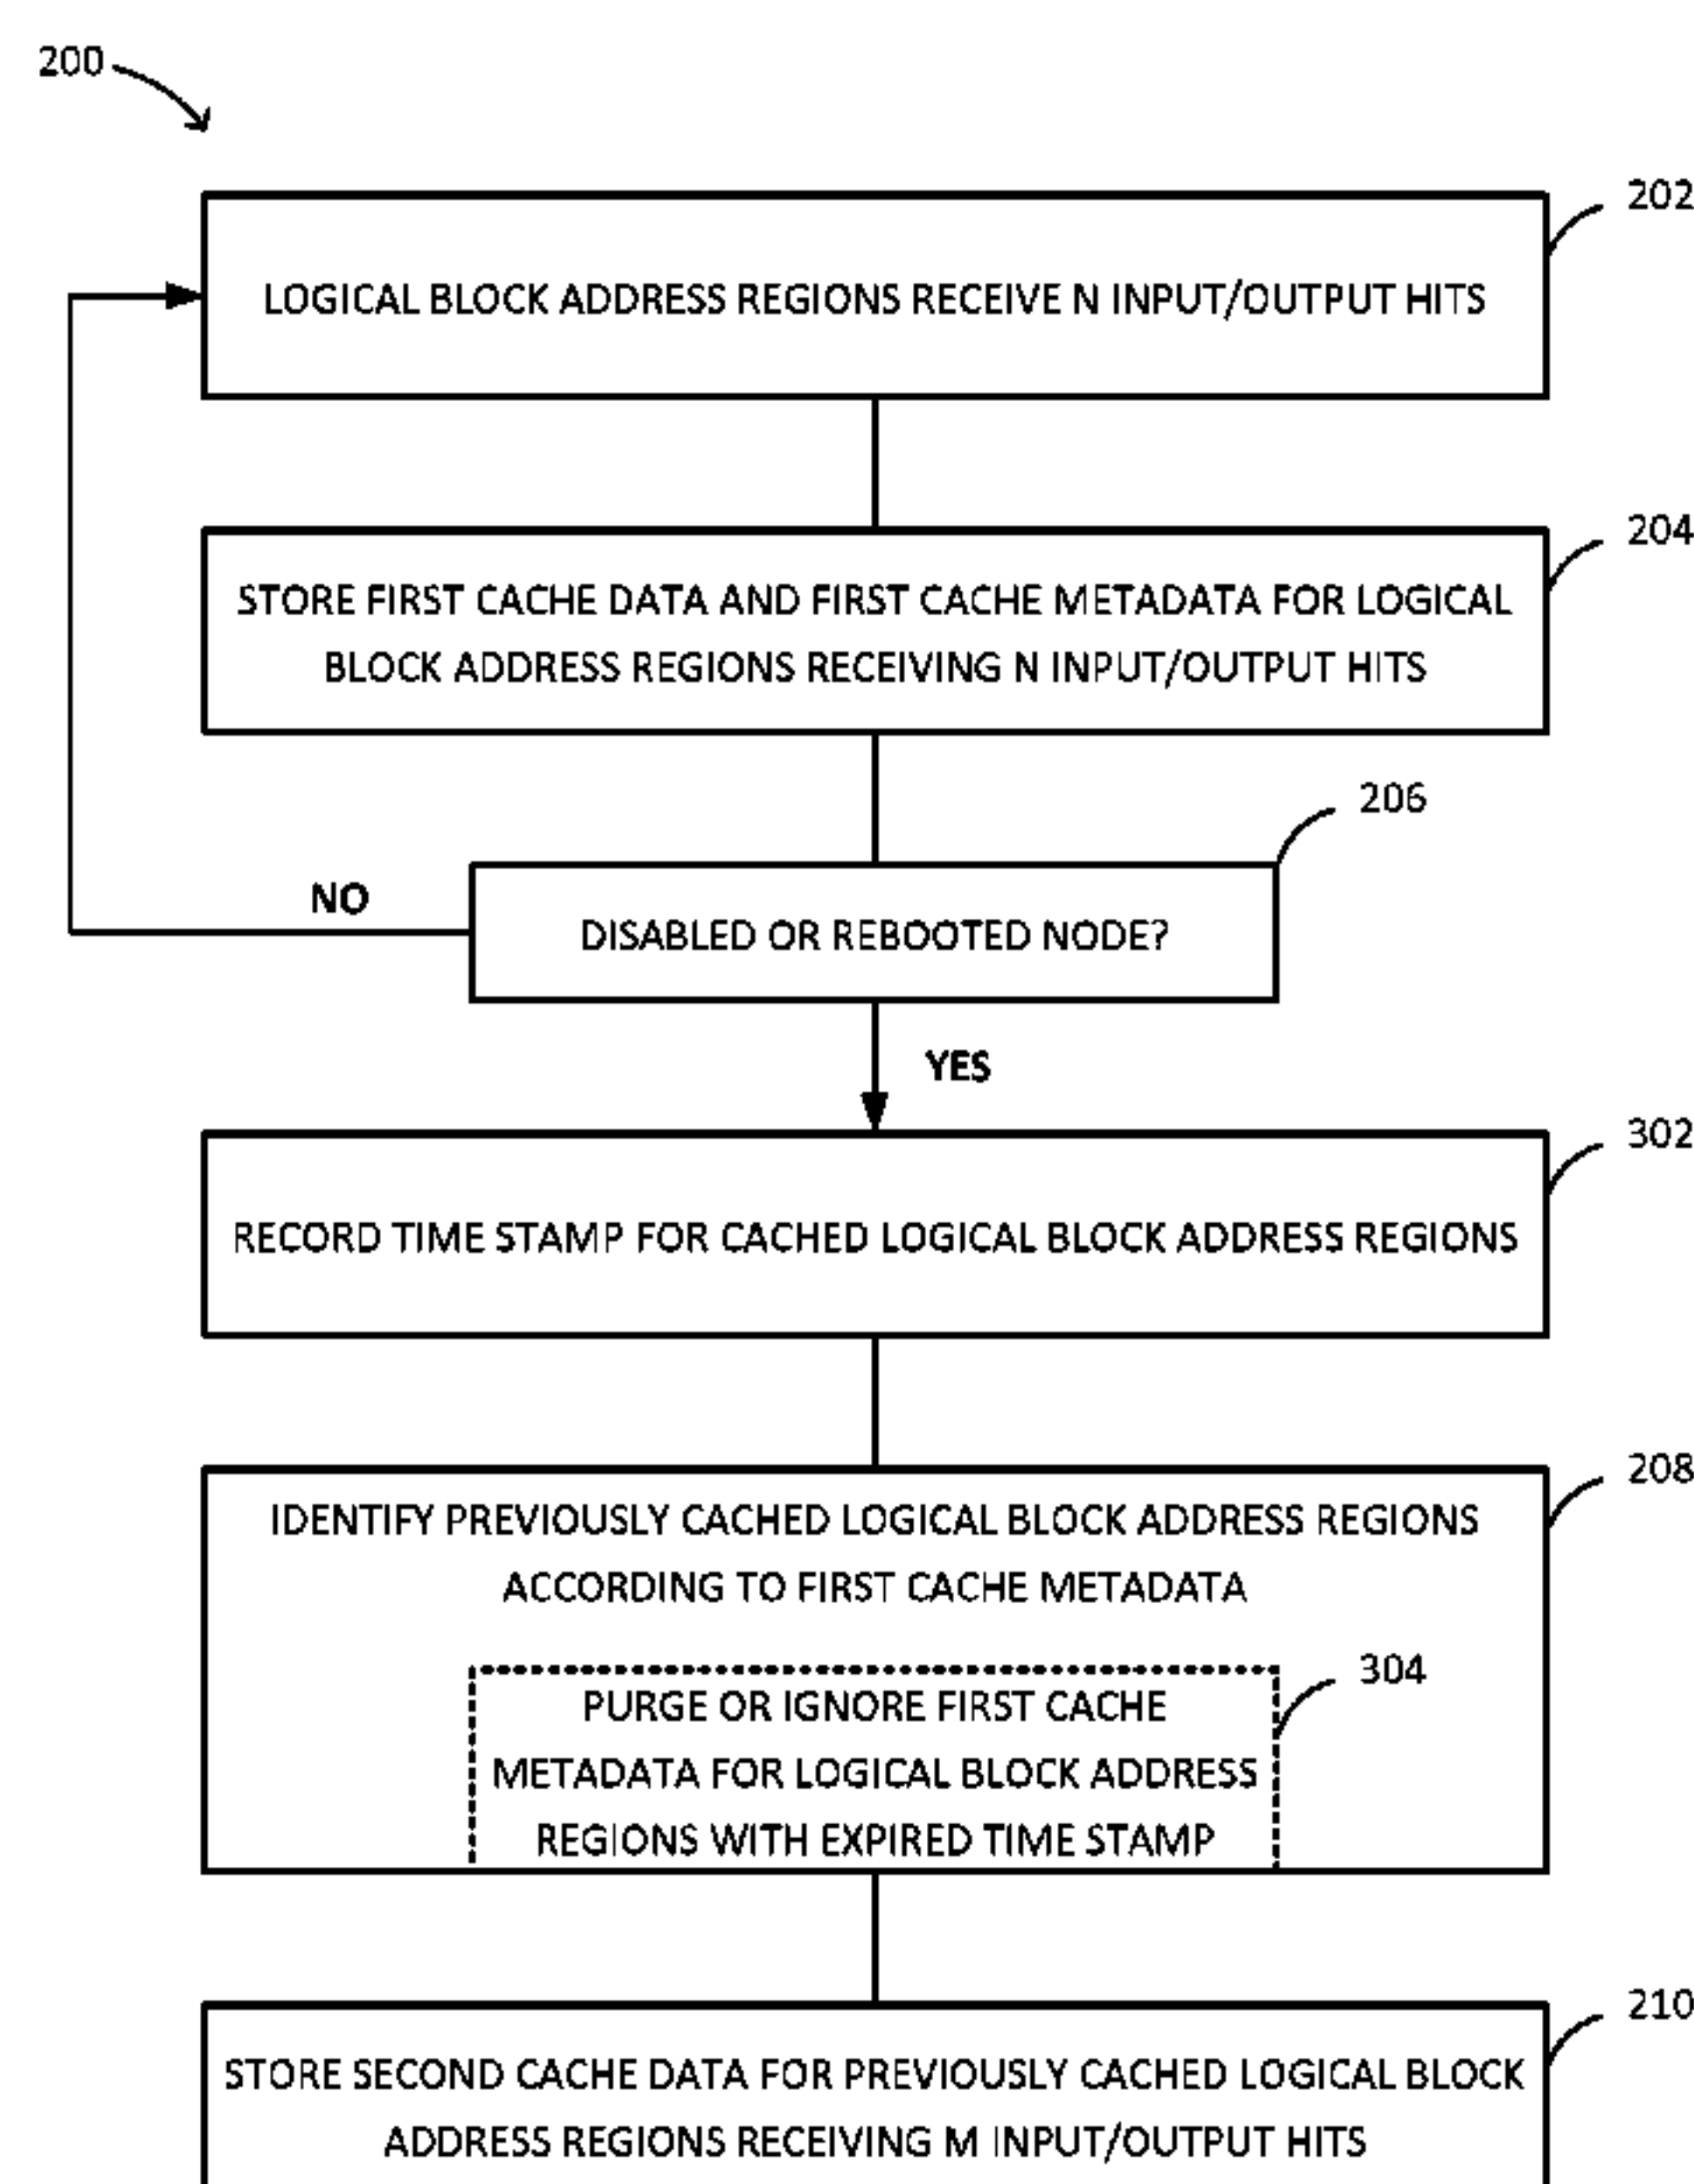 200
202
LOGICAL BLOCK ADDRESS REGIONS RECEIVE N INPUT/OUTPUT HITS
204
STORE FIRST CACHE DATA AND FIRST CACHE METADATA FOR LOGICAL
BLOCK ADDRESS REGIONS RECEIVING N INPUT/OUTPUT HITS
206
NO
DISABLED OR REBOOTED NODE?
YES
302
RECORD TIME STAMP FOR CACHED LOGICAL BLOCK ADDRESS REGIONS
208
IDENTIFY PREVIOUSLY CACHED LOGICAL BLOCK ADDRESS REGIONS
ACCORDING TO FIRST CACHE METADATA
304
PURGE OR IGNORE FIRST CACHE
METADATA FOR LOGICAL BLOCK ADDRESS
REGIONS WITH EXPIRED TIME STAMP
210
STORE SECOND CACHE DATA FOR PREVIOUSLY CACHED LOGICAL BLOCK
ADDRESS REGIONS RECEIVING M INPUT/OUTPUT HITS